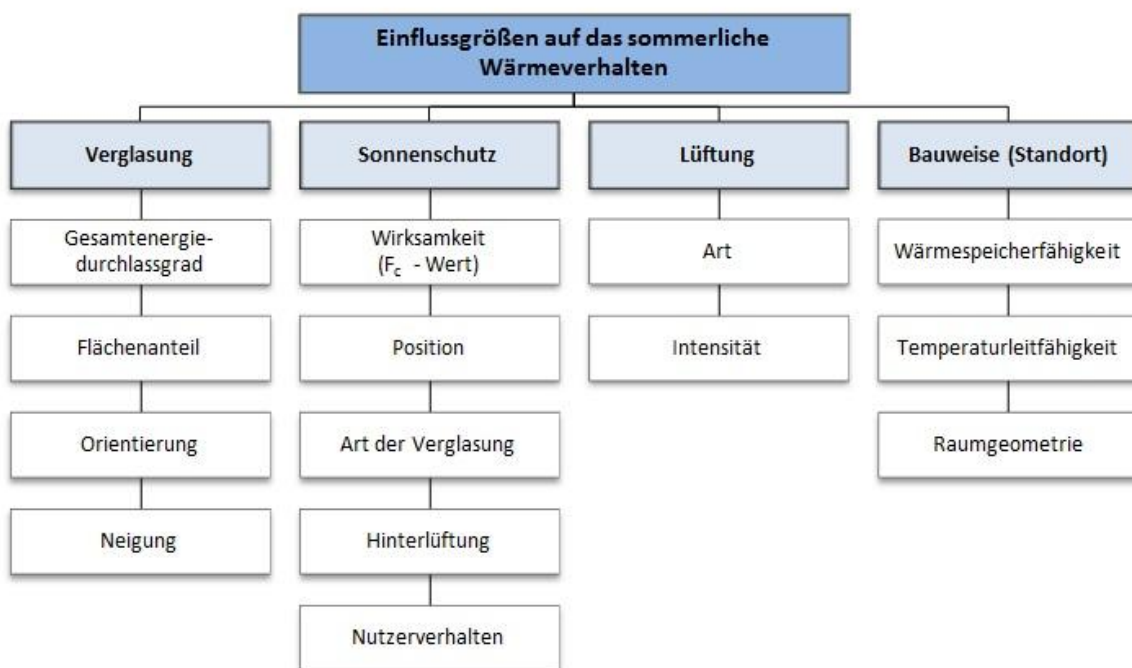 Einflussgrößen auf das sommerliche
Wärmeverhalten
Verglasung
Gesamtenergie-
durchlassgrad
Flächenanteil
Orientierung
Neigung
Sonnenschutz
Wirksamkeit
(Fc - Wert)
Position
Art der Verglasung
Hinterlüftung
Nutzerverhalten
Lüftung
Art
Intensität
Bauweise (Standort)
Wärmespeicherfähigkeit
Temperaturleitfähigkeit
Raumgeometrie